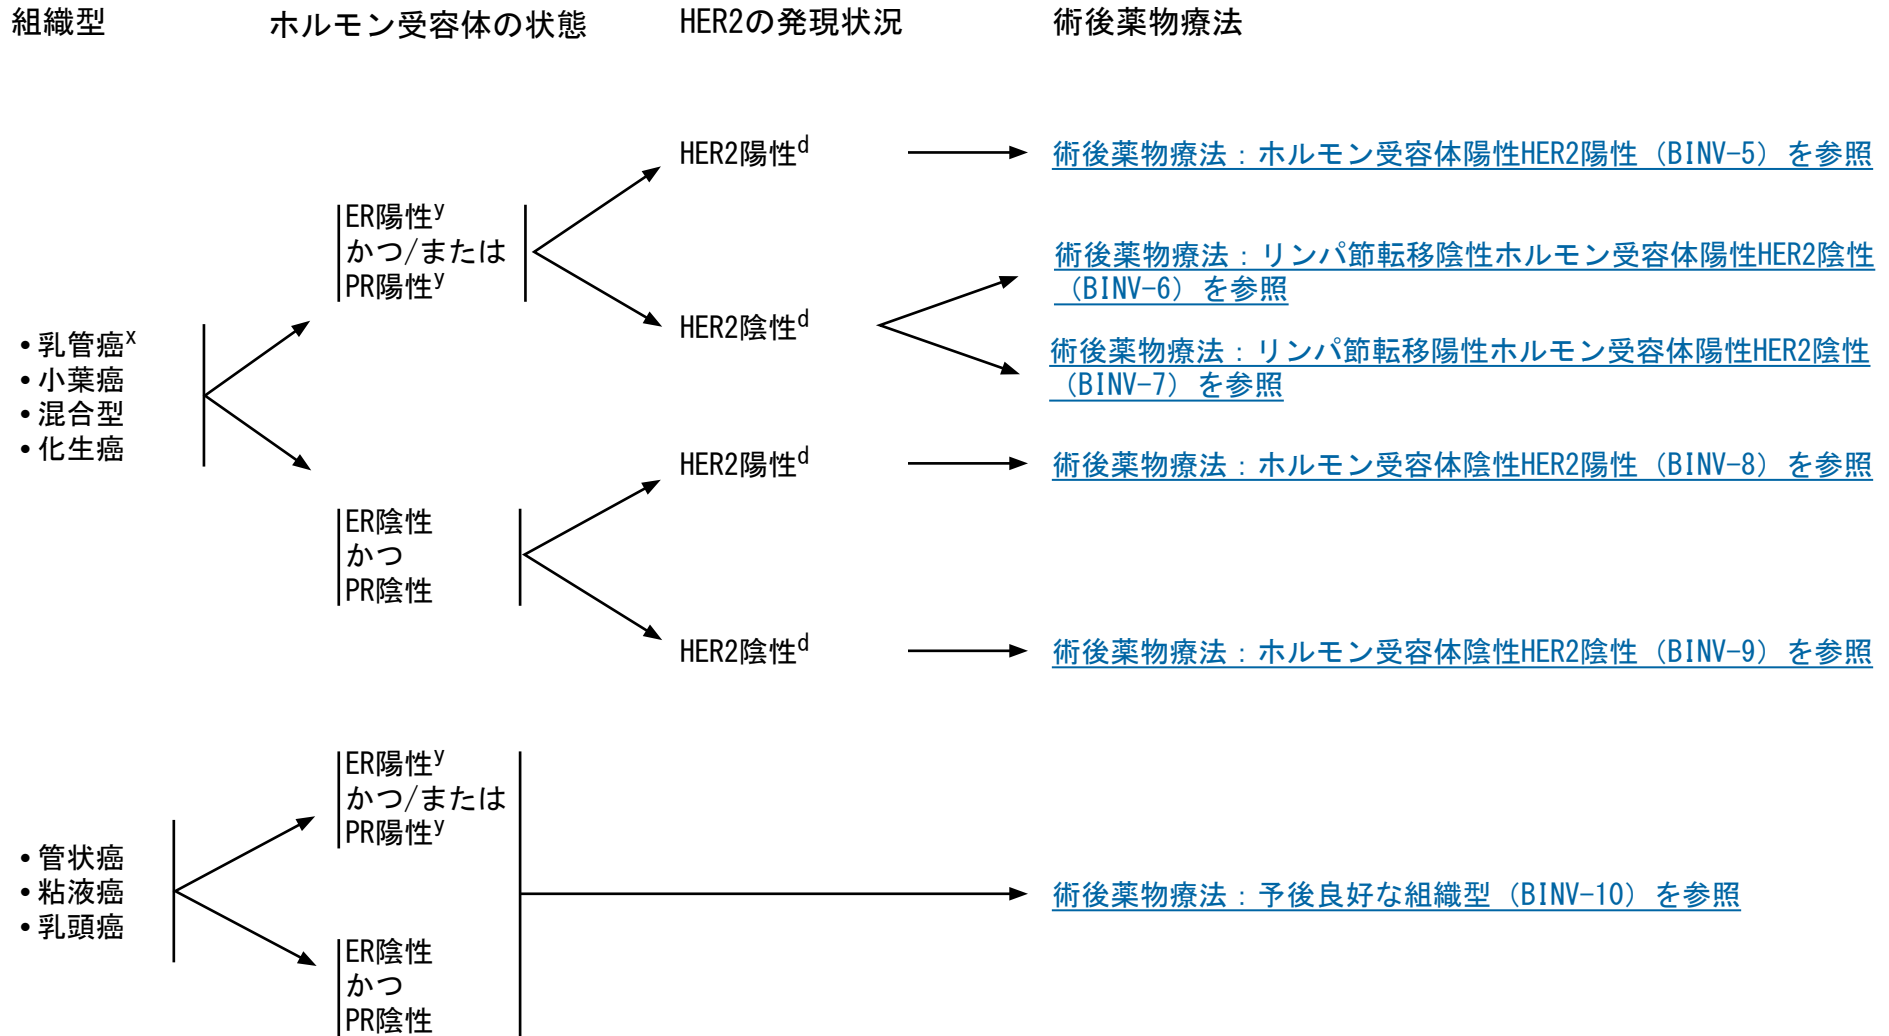 組織型
ホルモン受容体の状態
HER2の発現状況
術後薬物療法
•乳管癌x
•小葉癌
•混合型
•化生癌
ER陽性y
かつ/または
PR陽性y
HER2陽性d
術後薬物療法：ホルモン受容体陽性HER2陽性（BINV-5）を参照
HER2陰性d
術後薬物療法：リンパ節転移陰性ホルモン受容体陽性HER2陰性
（BINV-6）を参照
術後薬物療法：リンパ節転移陽性ホルモン受容体陽性HER2陰性
（BINV-7）を参照
ER陰性
かつ
PR陰性
HER2陽性d
術後薬物療法：ホルモン受容体陰性HER2陽性（BINV-8）を参照
HER2陰性d
術後薬物療法：ホルモン受容体陰性HER2陰性（BINV-9）を参照
•管状癌
•粘液癌
•乳頭癌
ER陽性y
かつ/または
PR陽性y
ER陰性
かつ
PR陰性
術後薬物療法：予後良好な組織型（BINV-10）を参照